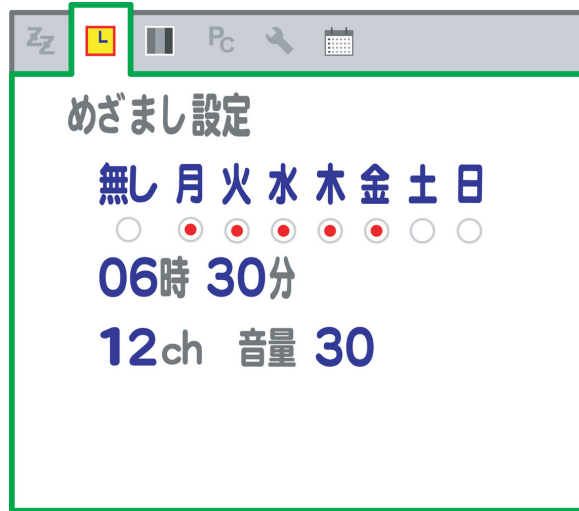 Zz PC
めざまし設定
無し 月 火 水 木 金 土 日
06時 30分
12ch 音量 30